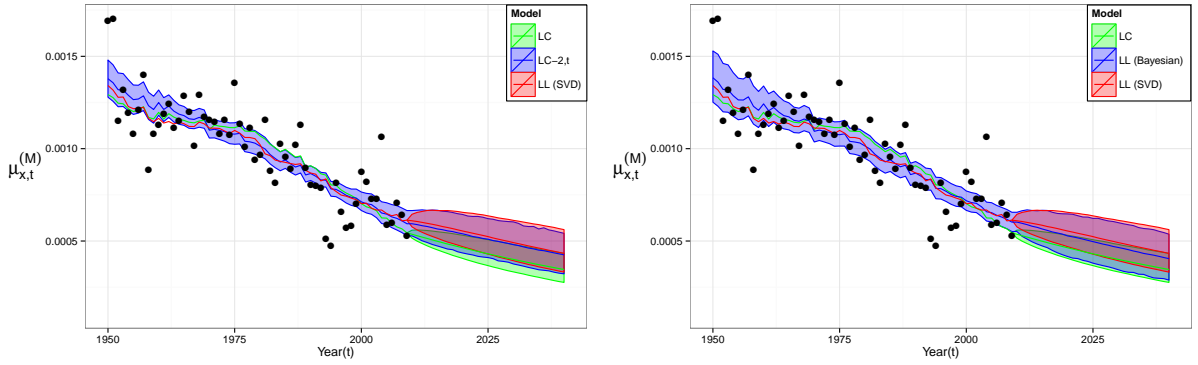 Model
LC
LC−2,t
LL (SVD)
0.0015
0.0010
0.0005
μx,t(M)
1950
1975
2000
2025
Year(t)
Model
LC
LL (Bayesian)
LL (SVD)
0.0015
0.0010
0.0005
μx,t(M)
1950
1975
2000
2025
Year(t)